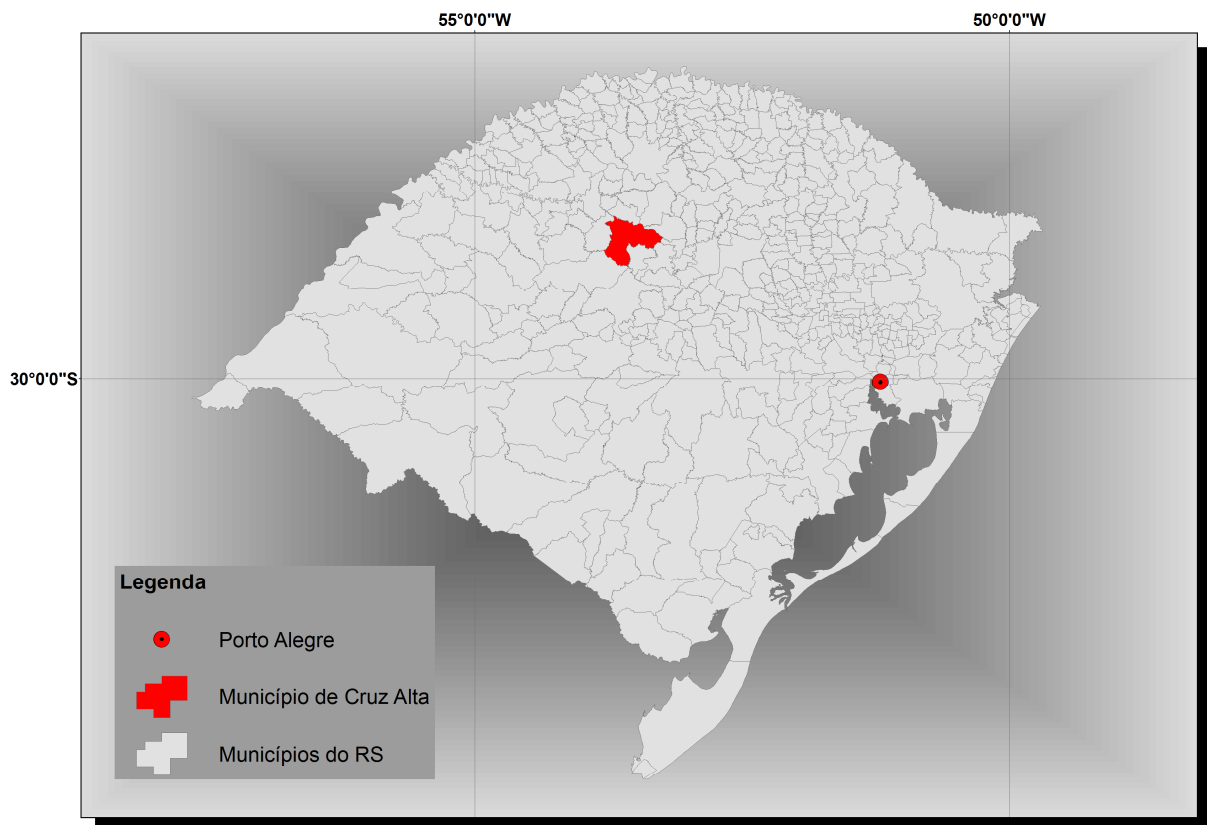 55°0'0"W
50°0'0"W
30°0'0"S
Legenda
Porto Alegre
Município de Cruz Alta
Municípios do RS